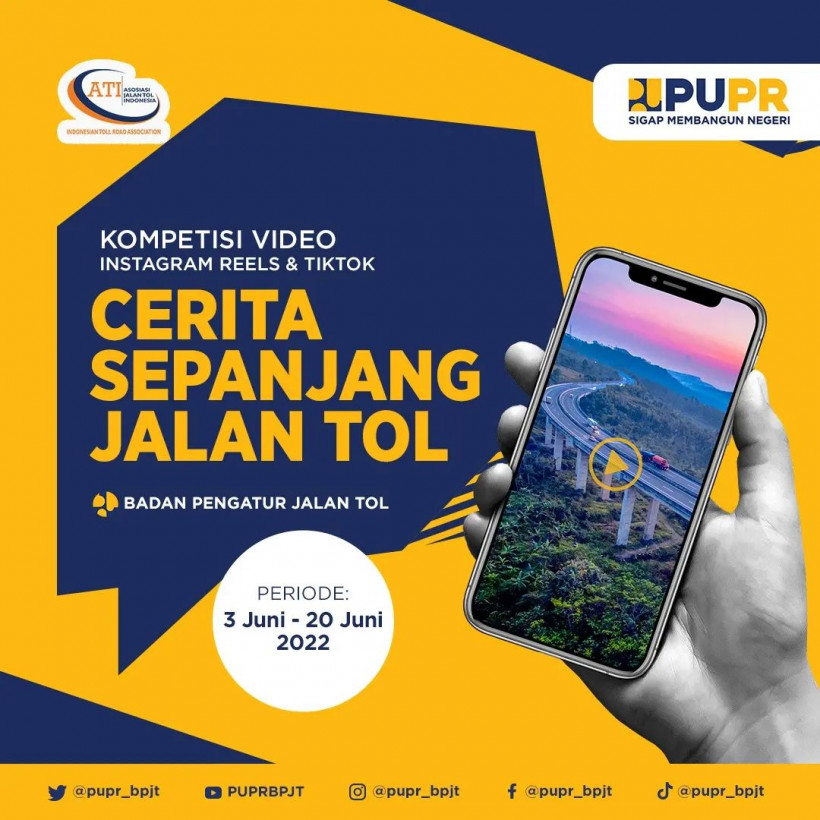 ATI
ASOSIASI
JALAN TOL
INDONESIA
INDONESIAN TOLL ROAD ASSOCIATION
PUPR
SIGAP MEMBANGUN NEGERI
KOMPETISI VIDEO
INSTAGRAM REELS & TIKTOK
CERITA
SEPANJANG
JALAN TOL
BADAN PENGATUR JALAN TOL
PERIODE:
3 Juni - 20 Juni
2022
@pupr_bpjt PUPRBPJT @pupr_bpjt @pupr_bpjt @pupr_bpjt